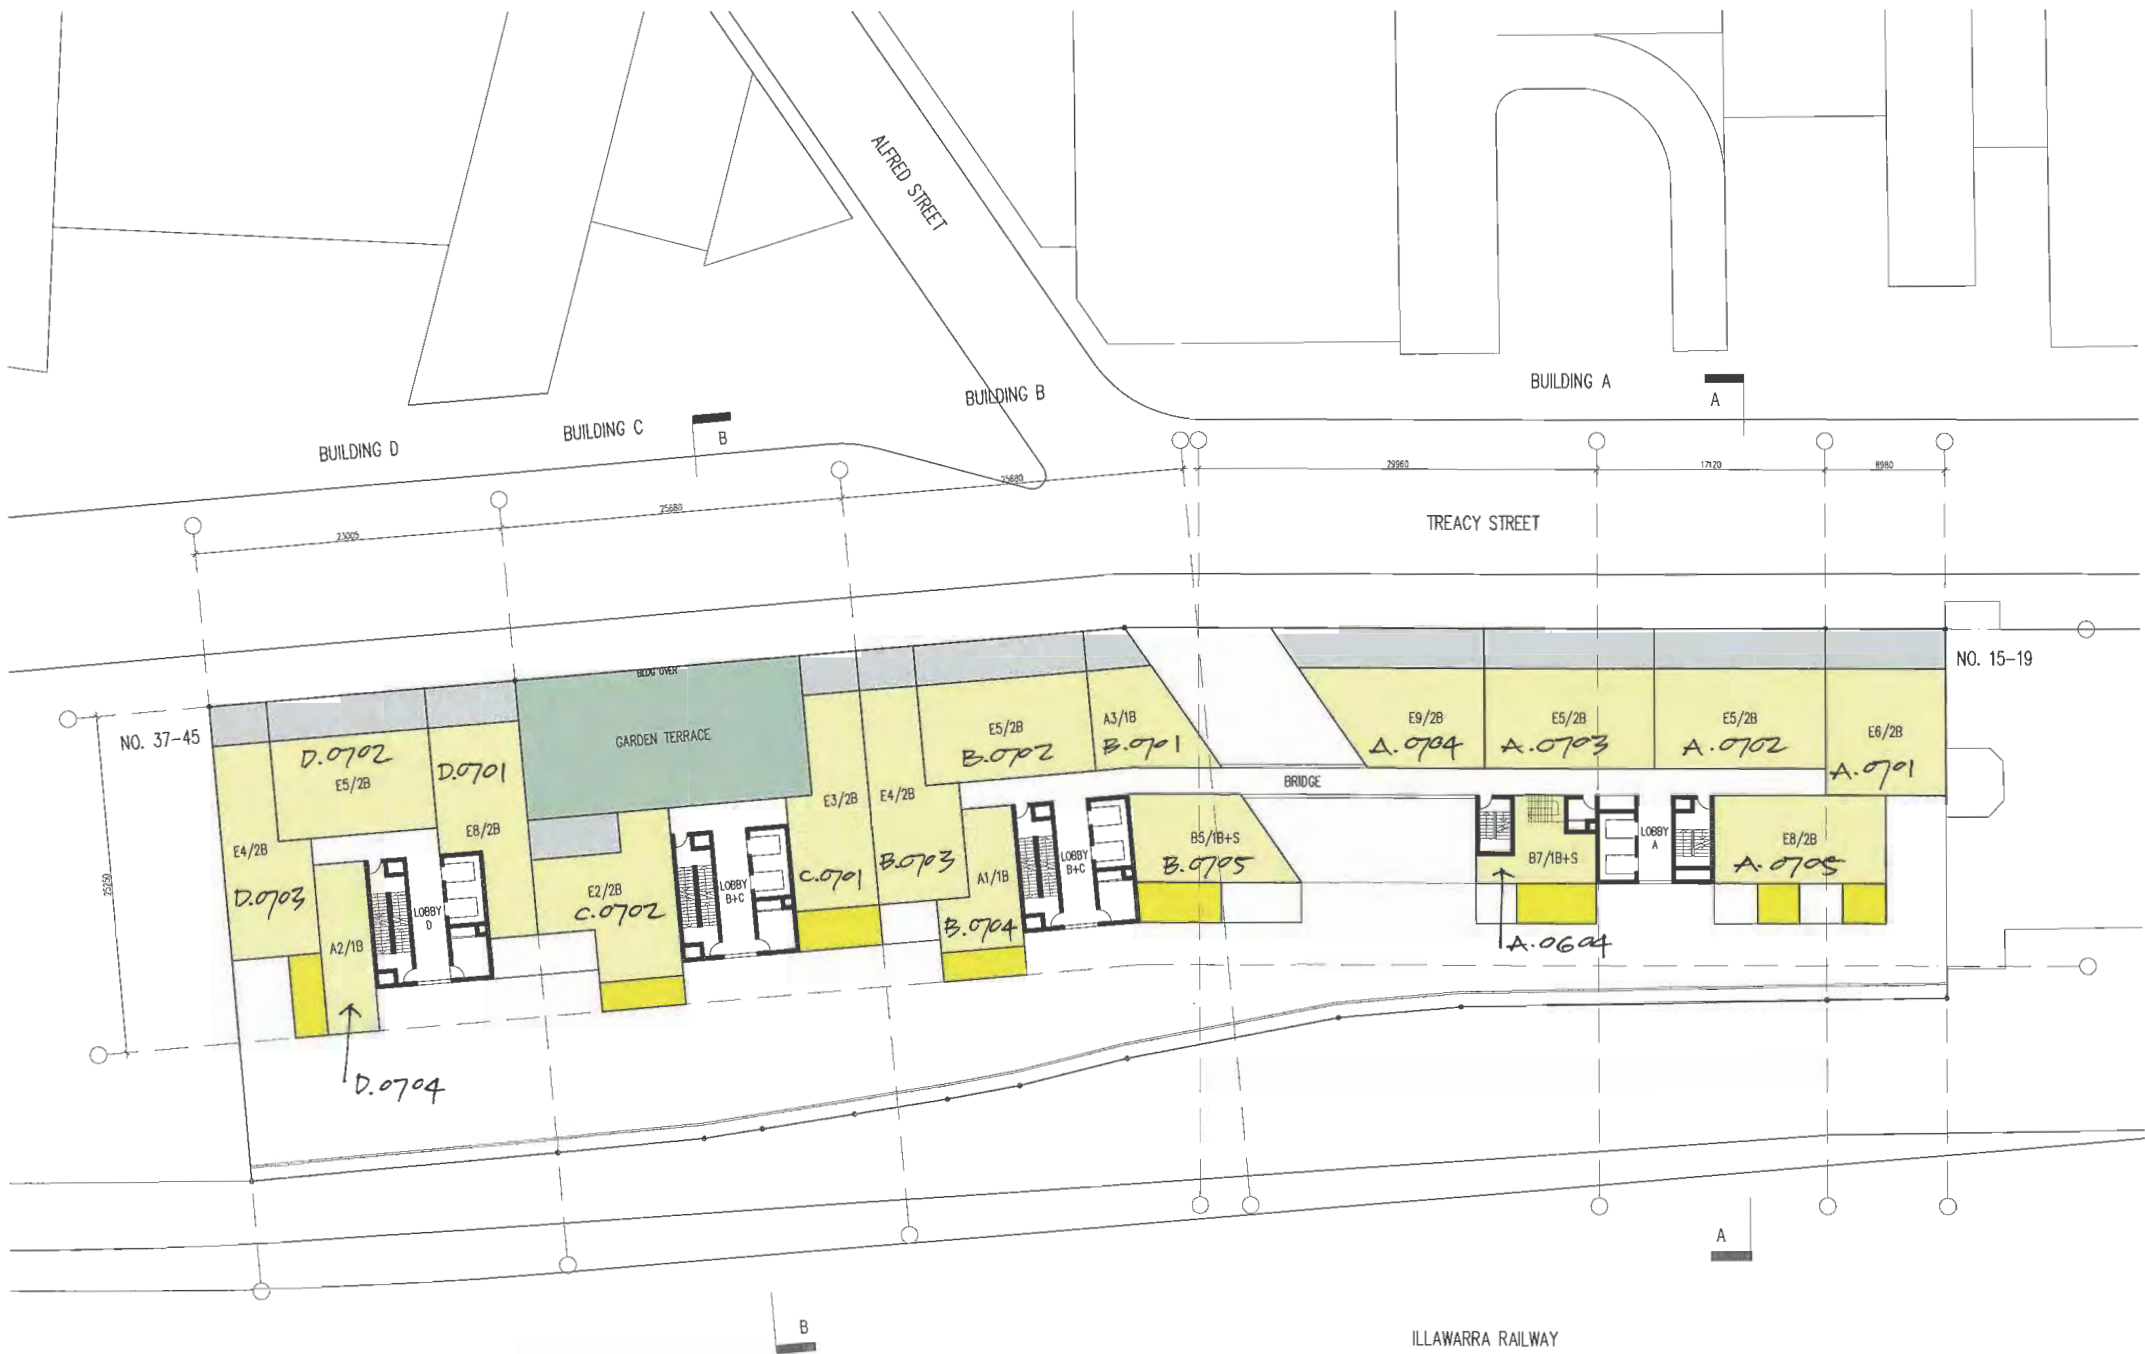 ALFRED STREET
BUILDING A
A
BUILDING B
BUILDING C
B
BUILDING D
29960
17120
8980
25680
25680
23005
TREACY STREET
BLDG OVER
NO. 15-19
NO. 37-45
GARDEN TERRACE
E5/2B
B.0702
A3/1B
B.0701
E9/2B
A.0704
E5/2B
A.0703
E5/2B
A.0702
E6/2B
A.0701
D.0702
E5/2B
D.0701
E8/2B
BRIDGE
E3/2B
C.0701
E4/2B
B.0703
E4/2B
D.0703
25250
LOBBY
D
A2/1B
D.0704
E2/2B
C.0702
LOBBY
B+C
A1/1B
B.0704
LOBBY
B+C
B5/1B+S
B.0705
B7/1B+S
A.0604
LOBBY
A
E8/2B
A.0705
A
B
ILLAWARRA RAILWAY